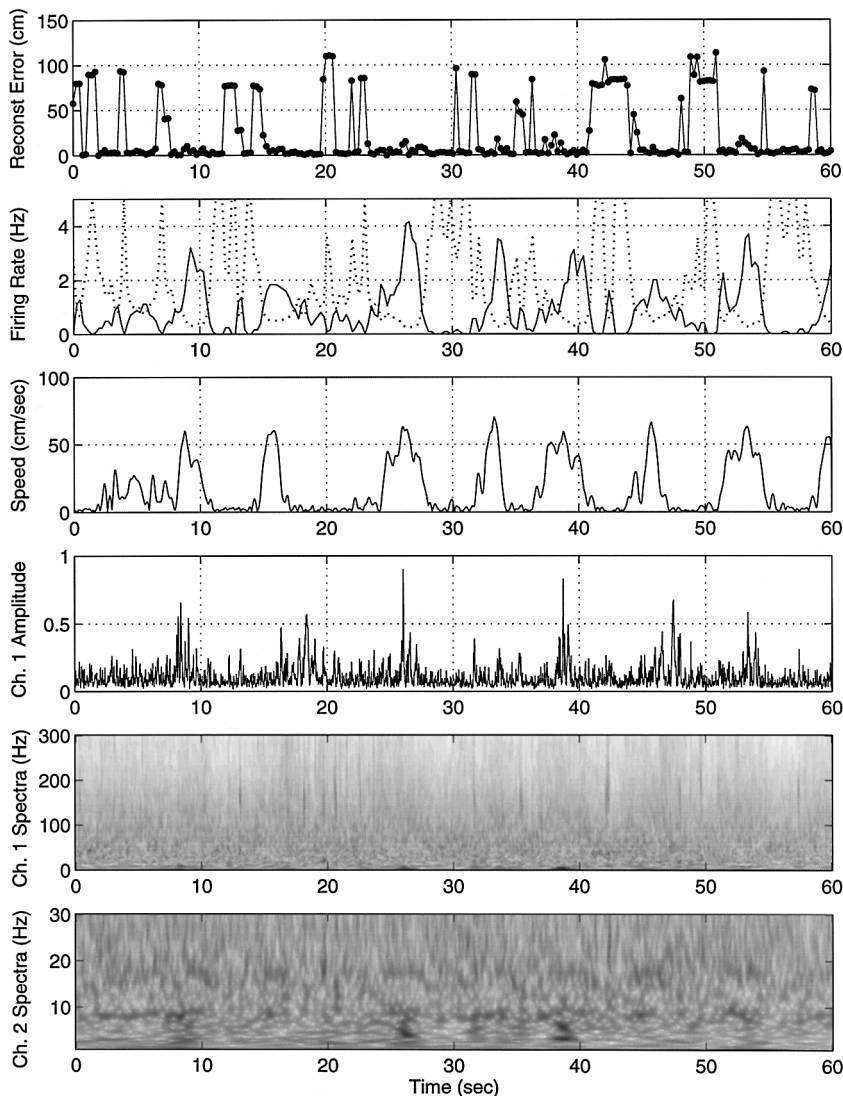 Reconst Error (cm)
150
100
50
0
0 10 20 30 40 50 60
Firing Rate (Hz)
4
2
0
0 10 20 30 40 50 60
Speed (cm/sec)
100
50
0
0 10 20 30 40 50 60
Ch. 1 Amplitude
1
0.5
0
0 10 20 30 40 50 60
Ch. 1 Spectra (Hz)
300
200
100
0
0 10 20 30 40 50 60
Ch. 2 Spectra (Hz)
30
20
10
0 10 20 30 40 50 60
Time (sec)